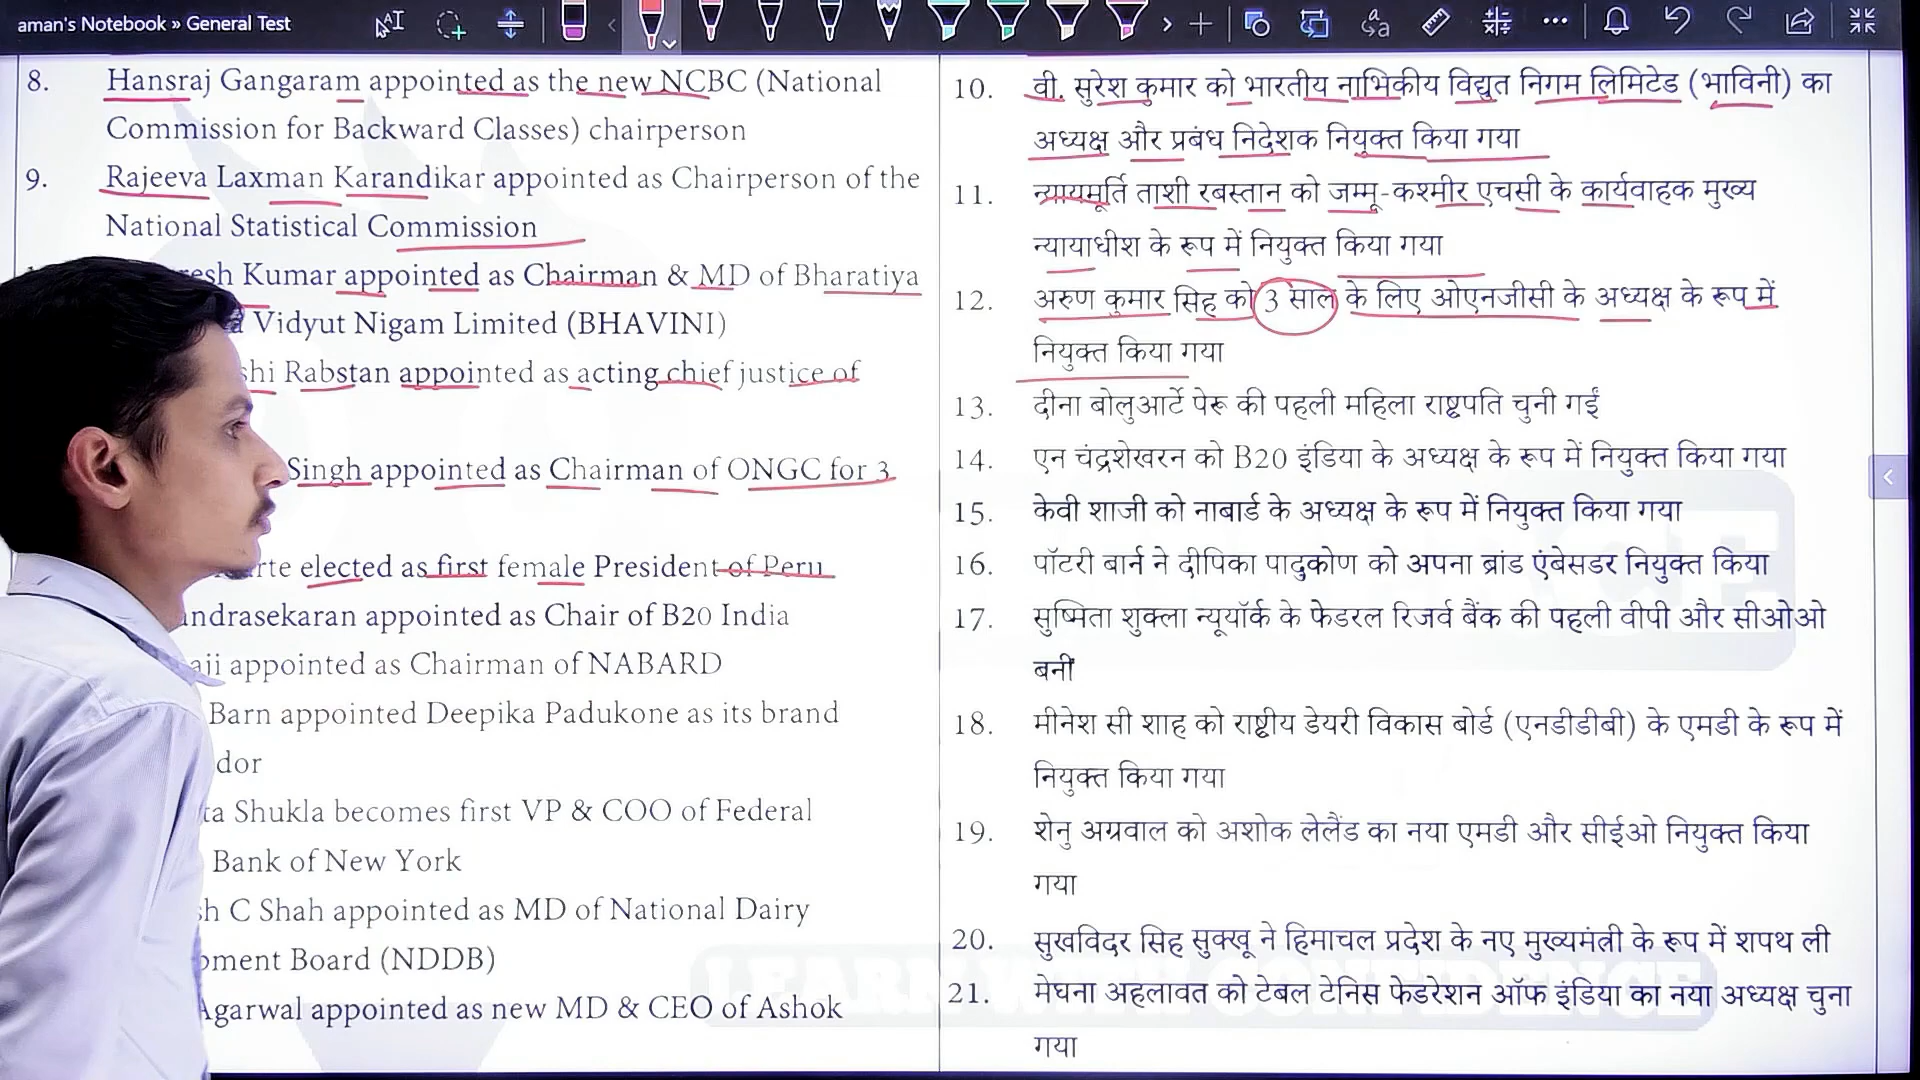 aman's Notebook » General Test
8. Hansraj Gangaram appointed as the new NCBC (National
Commission for Backward Classes) chairperson
9. Rajeeva Laxman Karandikar appointed as Chairperson of the
National Statistical Commission
Kumar appointed as Chairman & MD of Bharatiya
Vidyut Nigam Limited (BHAVINI)
Rabstan appointed as acting chief justice of
Singh appointed as Chairman of ONGC for 3
elected as first female President of Peru
appointed as Chair of B20 India
appointed as Chairman of NABARD
Barn appointed Deepika Padukone as its brand
Shukla becomes first VP & COO of Federal
Bank of New York
C Shah appointed as MD of National Dairy
Board (NDDB)
Agarwal appointed as new MD & CEO of Ashok
10. वी. सुरेश कुमार को भारतीय नाभिकीय विद्युत निगम लिमिटेड (भाविनी) का
अध्यक्ष और प्रबंध निदेशक नियुक्त किया गया
11. न्यायमूर्ति ताशी रबस्तान को जम्मू-कश्मीर एचसी के कार्यवाहक मुख्य
न्यायाधीश के रूप में नियुक्त किया गया
12. अरुण कुमार सिंह को 3 साल के लिए ओएनजीसी के अध्यक्ष के रूप में
नियुक्त किया गया
13. दीना बोलुआर्टे पेरू की पहली महिला राष्ट्रपति चुनी गईं
14. एन चंद्रशेखरन को B20 इंडिया के अध्यक्ष के रूप में नियुक्त किया गया
15. केवी शाजी को नाबार्ड के अध्यक्ष के रूप में नियुक्त किया गया
16. पॉटरी बार्न ने दीपिका पादुकोण को अपना ब्रांड एंबेसडर नियुक्त किया
17. सुष्मिता शुक्ला न्यूयॉर्क के फेडरल रिजर्व बैंक की पहली वीपी और सीओओ
बनीं
18. मीनेश सी शाह को राष्ट्रीय डेयरी विकास बोर्ड (एनडीडीबी) के एमडी के रूप में
नियुक्त किया गया
19. शेनु अग्रवाल को अशोक लेलैंड का नया एमडी और सीईओ नियुक्त किया
गया
20. सुखविंदर सिंह सुक्खू ने हिमाचल प्रदेश के नए मुख्यमंत्री के रूप में शपथ ली
21. मेघना अहलावत को टेबल टेनिस फेडरेशन ऑफ इंडिया का नया अध्यक्ष चुना
गया
LEARN WITH CONFIDENCE